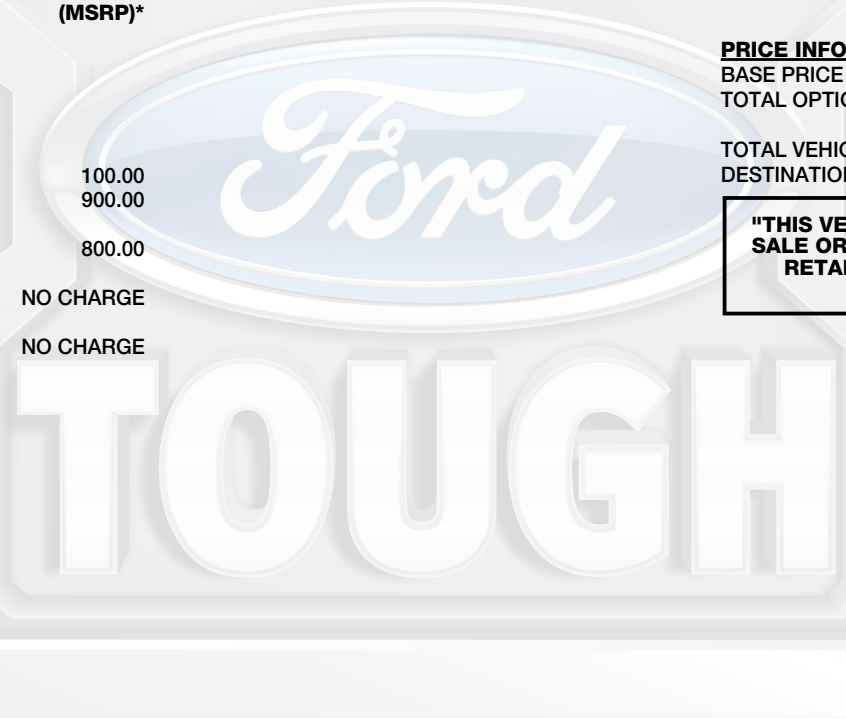 (MSRP)*
100.00
900.00
800.00
NO CHARGE
NO CHARGE
PRICE INFO
BASE PRICE
TOTAL OPTIO
TOTAL VEHIC
DESTINATION
"THIS VE
SALE OR
RETAI
Ford
TOUGH